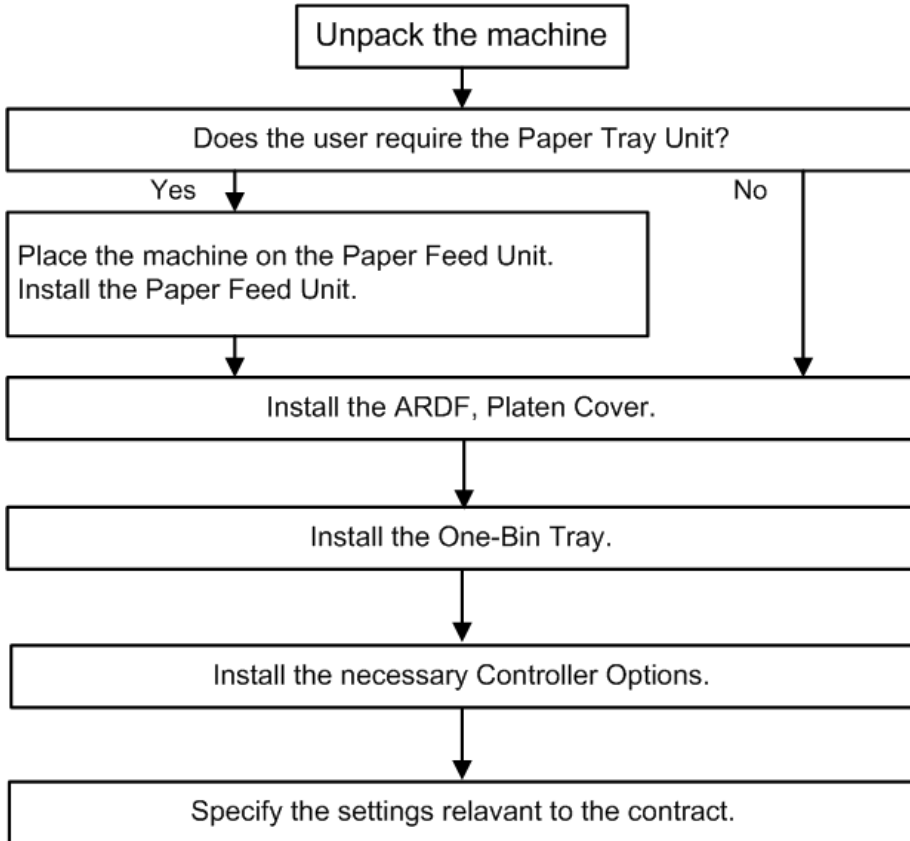 Unpack the machine
Does the user require the Paper Tray Unit?
Yes
No
Place the machine on the Paper Feed Unit.
Install the Paper Feed Unit.
Install the ARDF, Platen Cover.
Install the One-Bin Tray.
Install the necessary Controller Options.
Specify the settings relavant to the contract.